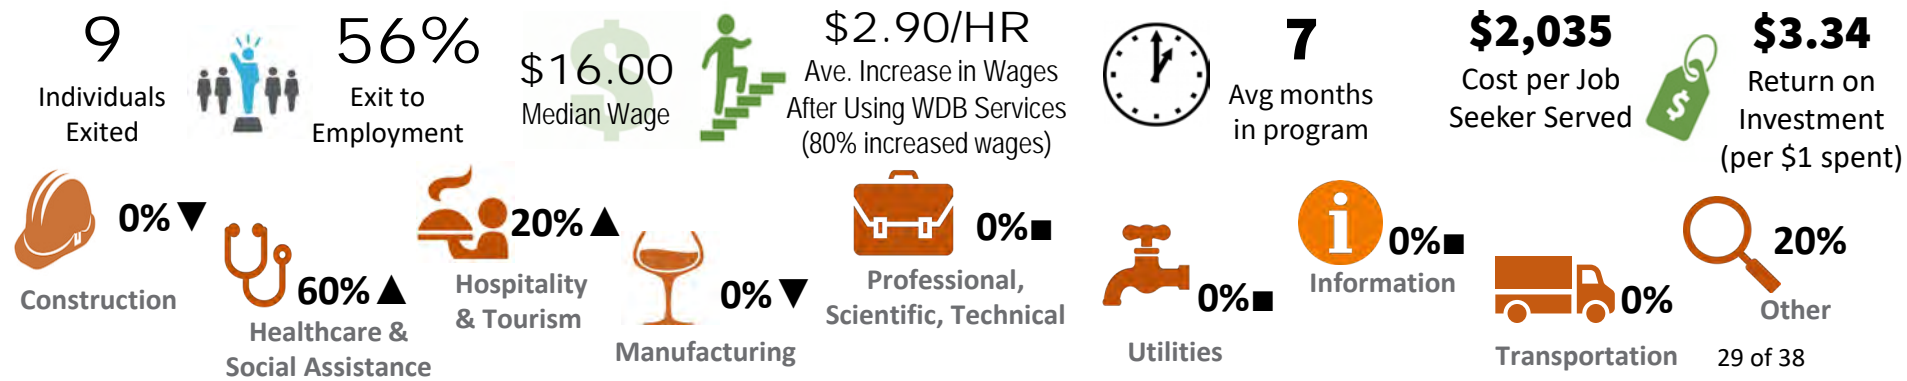 9
Individuals
Exited
56%
Exit to
Employment
$16.00
Median Wage
$2.90/HR
Ave. Increase in Wages
After Using WDB Services
(80% increased wages)
7
Avg months
in program
$2,035
Cost per Job
Seeker Served
$
$3.34
Return on
Investment
(per $1 spent)
0%▼
Construction
60%▲
Healthcare &
Social Assistance
20%▲
Hospitality
& Tourism
0%▼
Manufacturing
0%■
Professional,
Scientific, Technical
0%■
Utilities
i
0%■
Information
0%
Transportation
20%
Other
29 of 38